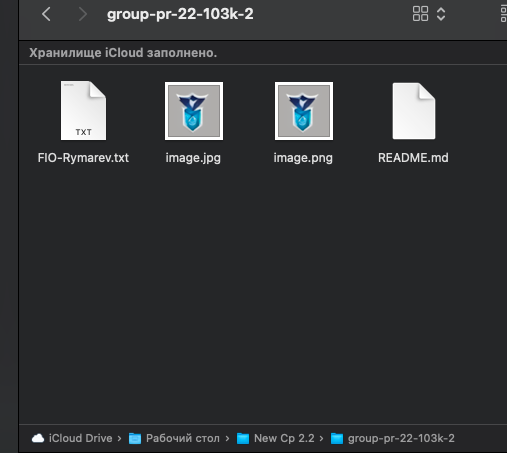 group-pr-22-103k-2
Хранилище iCloud заполнено.
TXT
FIO-Rymarev.txt
image.jpg
image.png
README.md
iCloud Drive › Рабочий стол › New Cp 2.2 › group-pr-22-103k-2